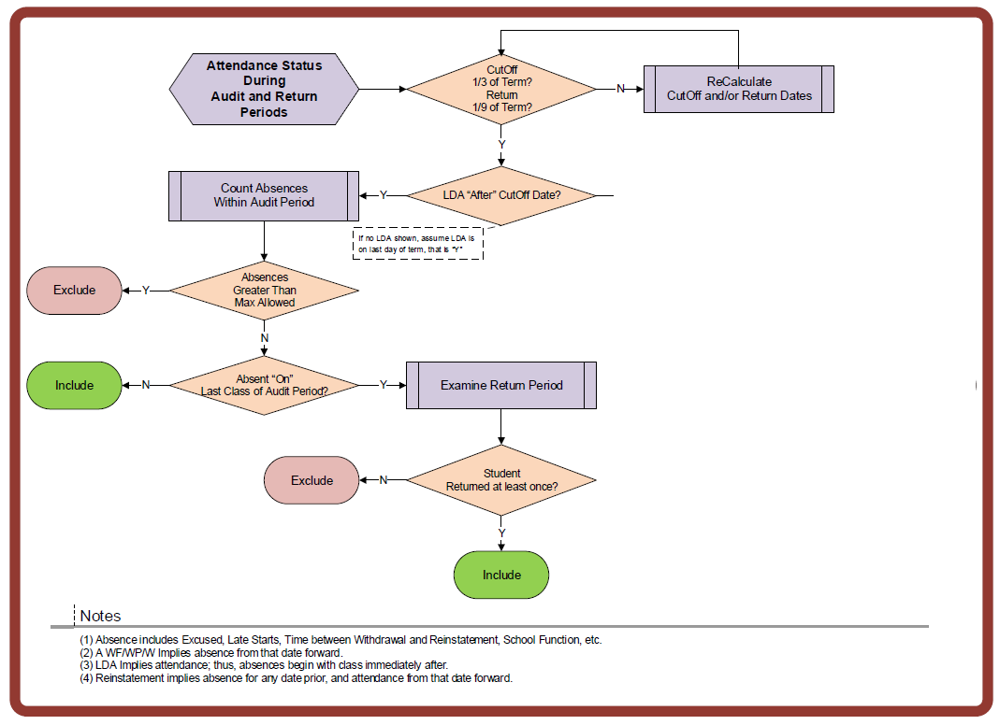 Attendance Status
During
Audit and Return
Periods
CutOff
1/3 of Term?
Return
1/9 of Term?
N
ReCalculate
CutOff and/or Return Dates
Y
Count Absences
Within Audit Period
Y
LDA “After” CutOff Date?
If no LDA shown, assume LDA is
on last day of term, that is “Y”
Exclude
Y
Absences
Greater Than
Max Allowed
N
Include
N
Absent “On”
Last Class of Audit Period?
Y
Examine Return Period
Exclude
N
Student
Returned at least once?
Y
Include
Notes
(1) Absence includes Excused, Late Starts, Time between Withdrawal and Reinstatement, School Function, etc.
(2) A WF/WP/W Implies absence from that date forward.
(3) LDA Implies attendance; thus, absences begin with class immediately after.
(4) Reinstatement implies absence for any date prior, and attendance from that date forward.